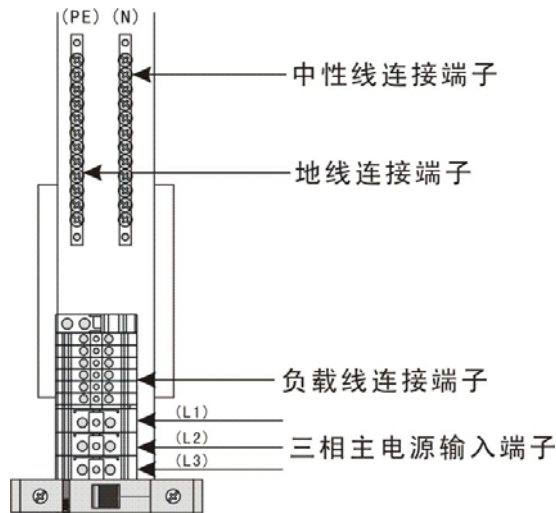 (PE) (N)
中性线连接端子
地线连接端子
负载线连接端子
(L1)
(L2)
三相主电源输入端子
(L3)